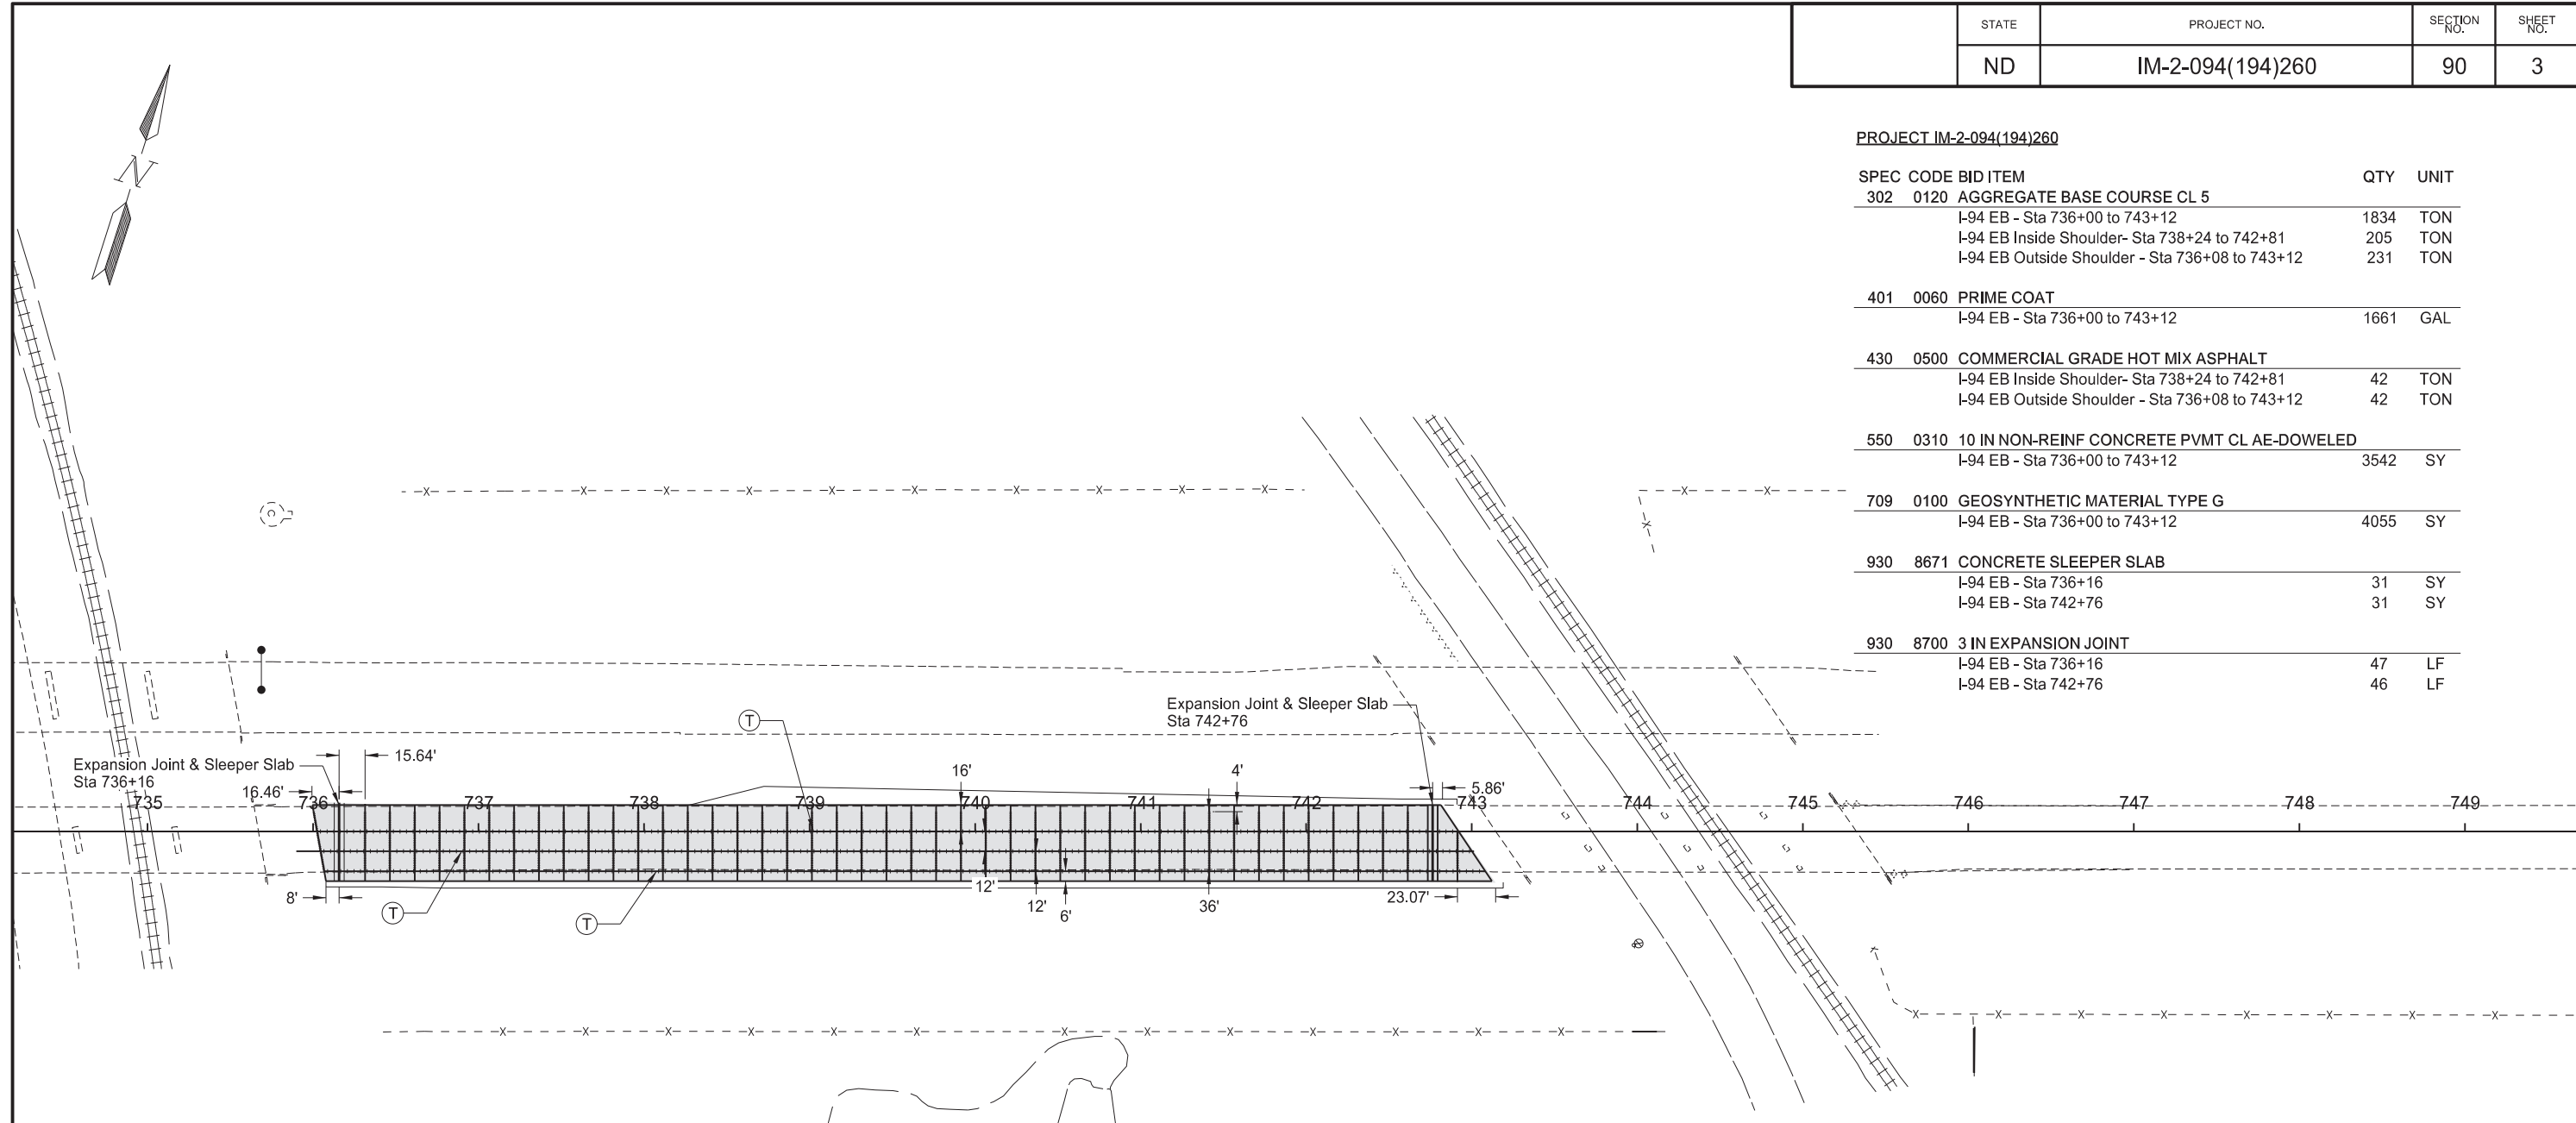 STATE PROJECT NO. SECTION NO. SHEET NO.
ND IM-2-094(194)260 90 3
N
PROJECT IM-2-094(194)260
SPEC CODE BID ITEM QTY UNIT
302 0120 AGGREGATE BASE COURSE CL 5
I-94 EB - Sta 736+00 to 743+12 1834 TON
I-94 EB Inside Shoulder- Sta 738+24 to 742+81 205 TON
I-94 EB Outside Shoulder - Sta 736+08 to 743+12 231 TON
401 0060 PRIME COAT
I-94 EB - Sta 736+00 to 743+12 1661 GAL
430 0500 COMMERCIAL GRADE HOT MIX ASPHALT
I-94 EB Inside Shoulder- Sta 738+24 to 742+81 42 TON
I-94 EB Outside Shoulder - Sta 736+08 to 743+12 42 TON
550 0310 10 IN NON-REINF CONCRETE PVMT CL AE-DOWELED
I-94 EB - Sta 736+00 to 743+12 3542 SY
709 0100 GEOSYNTHETIC MATERIAL TYPE G
I-94 EB - Sta 736+00 to 743+12 4055 SY
930 8671 CONCRETE SLEEPER SLAB
I-94 EB - Sta 736+16 31 SY
I-94 EB - Sta 742+76 31 SY
930 8700 3 IN EXPANSION JOINT
I-94 EB - Sta 736+16 47 LF
I-94 EB - Sta 742+76 46 LF
Expansion Joint & Sleeper Slab
Sta 742+76
T
15.64'
Expansion Joint & Sleeper Slab
Sta 736+16
16.46' 16' 4' 5.86'
735 736 737 738 739 740 741 742 743 744 745 746 747 748 749
8' 12' 12' 6' 36' 23.07'
T
T